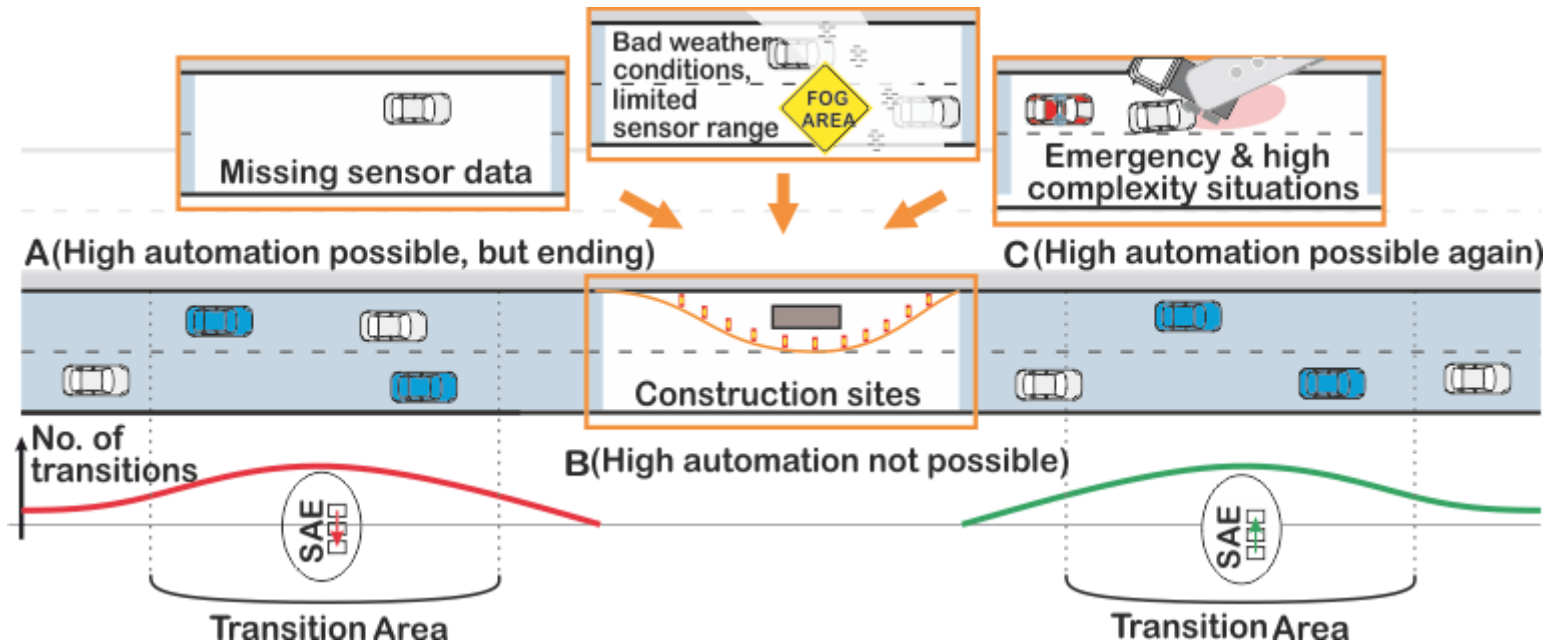 Missing sensor data
Bad weather
conditions,
limited
sensor range
FOG
AREA
Emergency & high
complexity situations
A (High automation possible, but ending)
C (High automation possible again)
Construction sites
No. of
transitions
B (High automation not possible)
SAE
SAE
Transition Area
Transition Area